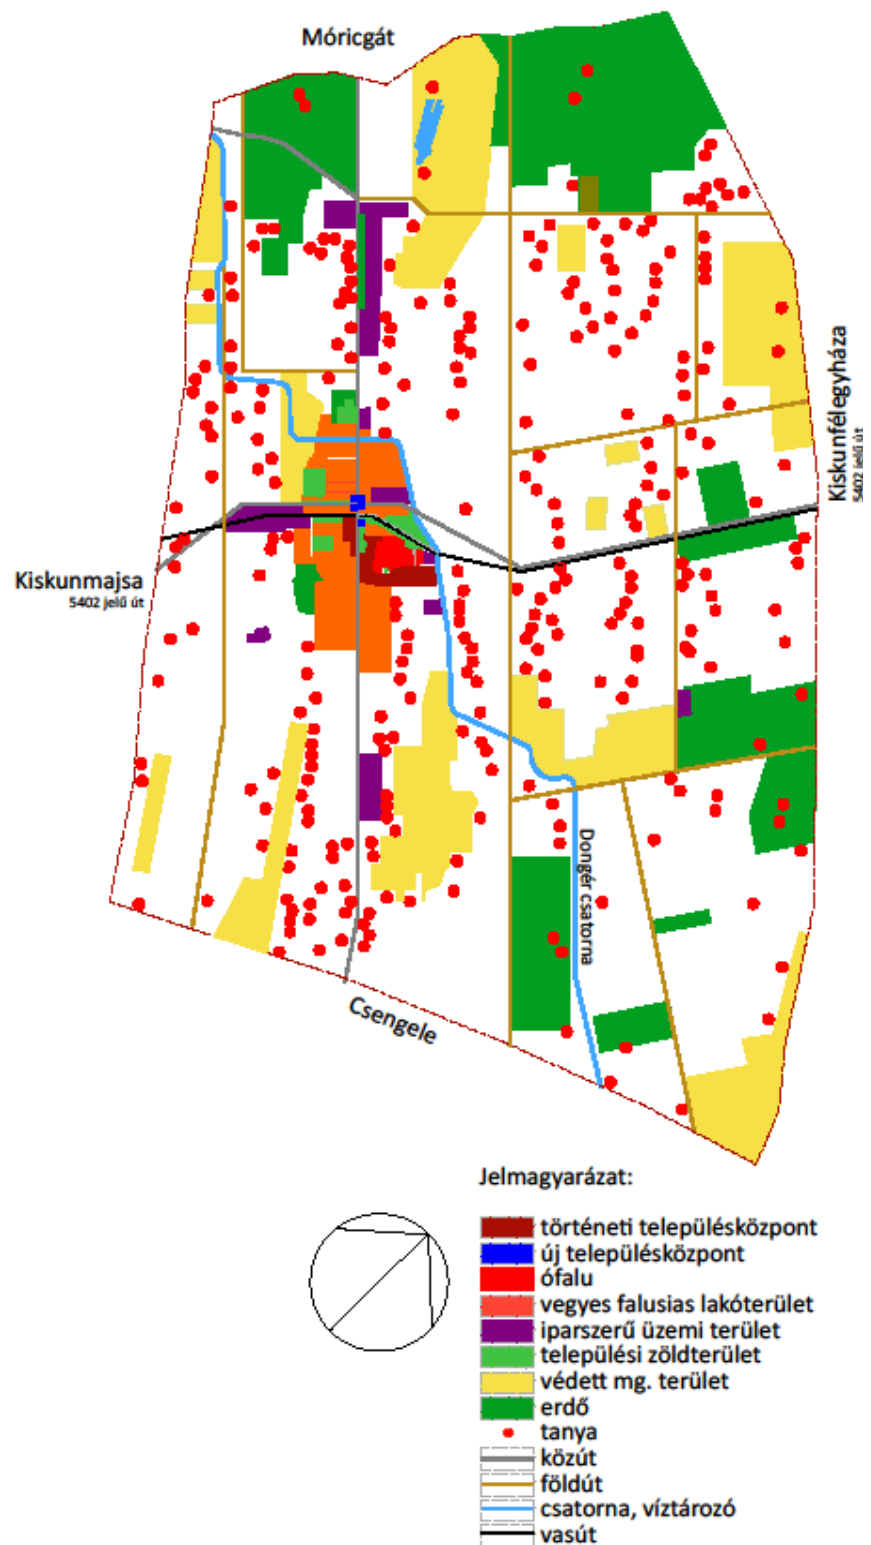 Móricgát
Kiskunfélegyháza
5402 jelű út
Kiskunmajsa
5402 jelű út
Dongér csatorna
Csengele
Jelmagyarázat:
történeti településközpont
új településközpont
ófalu
vegyes falusias lakóterület
iparszerű üzemi terület
települési zöldterület
védett mg. terület
erdő
tanya
közút
földút
csatorna, víztározó
vasút